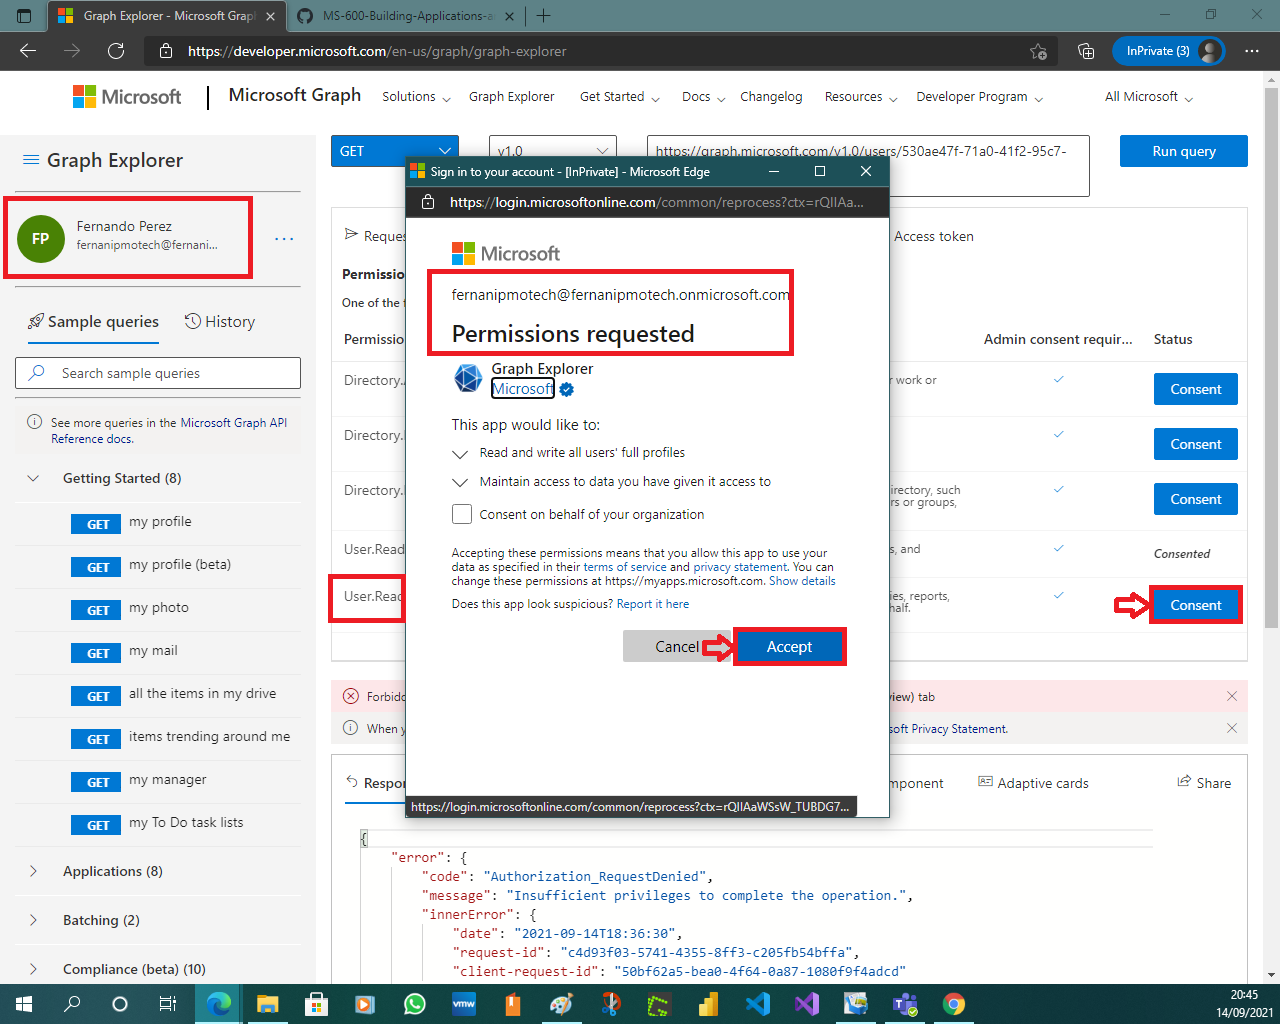 Graph Explorer - Microsoft Graph
MS-600-Building-Applications-a
https://developer.microsoft.com/en-us/graph/graph-explorer
InPrivate (3)
Microsoft
Microsoft Graph
Solutions
Graph Explorer
Get Started
Docs
Changelog
Resources
Developer Program
All Microsoft
Graph Explorer
GET
v1.0
https://graph.microsoft.com/v1.0/users/530ae47f-71a0-41f2-95c7-
Run query
FP
Fernando Perez
fernanipmotech@fernani...
Sample queries
History
Search sample queries
See more queries in the Microsoft Graph API
Reference docs.
Getting Started (8)
GET my profile
GET my profile (beta)
GET my photo
GET my mail
GET all the items in my drive
GET items trending around me
GET my manager
GET my To Do task lists
Applications (8)
Batching (2)
Compliance (beta) (10)
Reques
Access token
Permissio
One of the
Permissio
Admin consent requir...
Status
Directory.
r work or
Consent
Directory.
Consent
Directory.
irectory, such
rs or groups,
Consent
User.Read
s, and
Consented
User.Read
ies, reports,
half.
Consent
Sign in to your account - [InPrivate] - Microsoft Edge
https://login.microsoftonline.com/common/reprocess?ctx=rQIIAa...
Microsoft
fernanipmotech@fernanipmotech.onmicrosoft.com
Permissions requested
Graph Explorer
Microsoft
This app would like to:
Read and write all users' full profiles
Maintain access to data you have given it access to
Consent on behalf of your organization
Accepting these permissions means that you allow this app to use your
data as specified in their terms of service and privacy statement. You can
change these permissions at https://myapps.microsoft.com. Show details
Does this app look suspicious? Report it here
Cancel
Accept
Forbidd
view) tab
When y
soft Privacy Statement.
Respon
mponent
Adaptive cards
Share
https://login.microsoftonline.com/common/reprocess?ctx=rQIIAaWSsW_TUBDG7...
{
"error": {
"code": "Authorization_RequestDenied",
"message": "Insufficient privileges to complete the operation.",
"innerError": {
"date": "2021-09-14T18:36:30",
"request-id": "c4d93f03-5741-4355-8ff3-c205fb54bffa",
"client-request-id": "50bf62a5-bea0-4f64-0a87-1080f9f4adcd"
vmw
20:45
14/09/2021